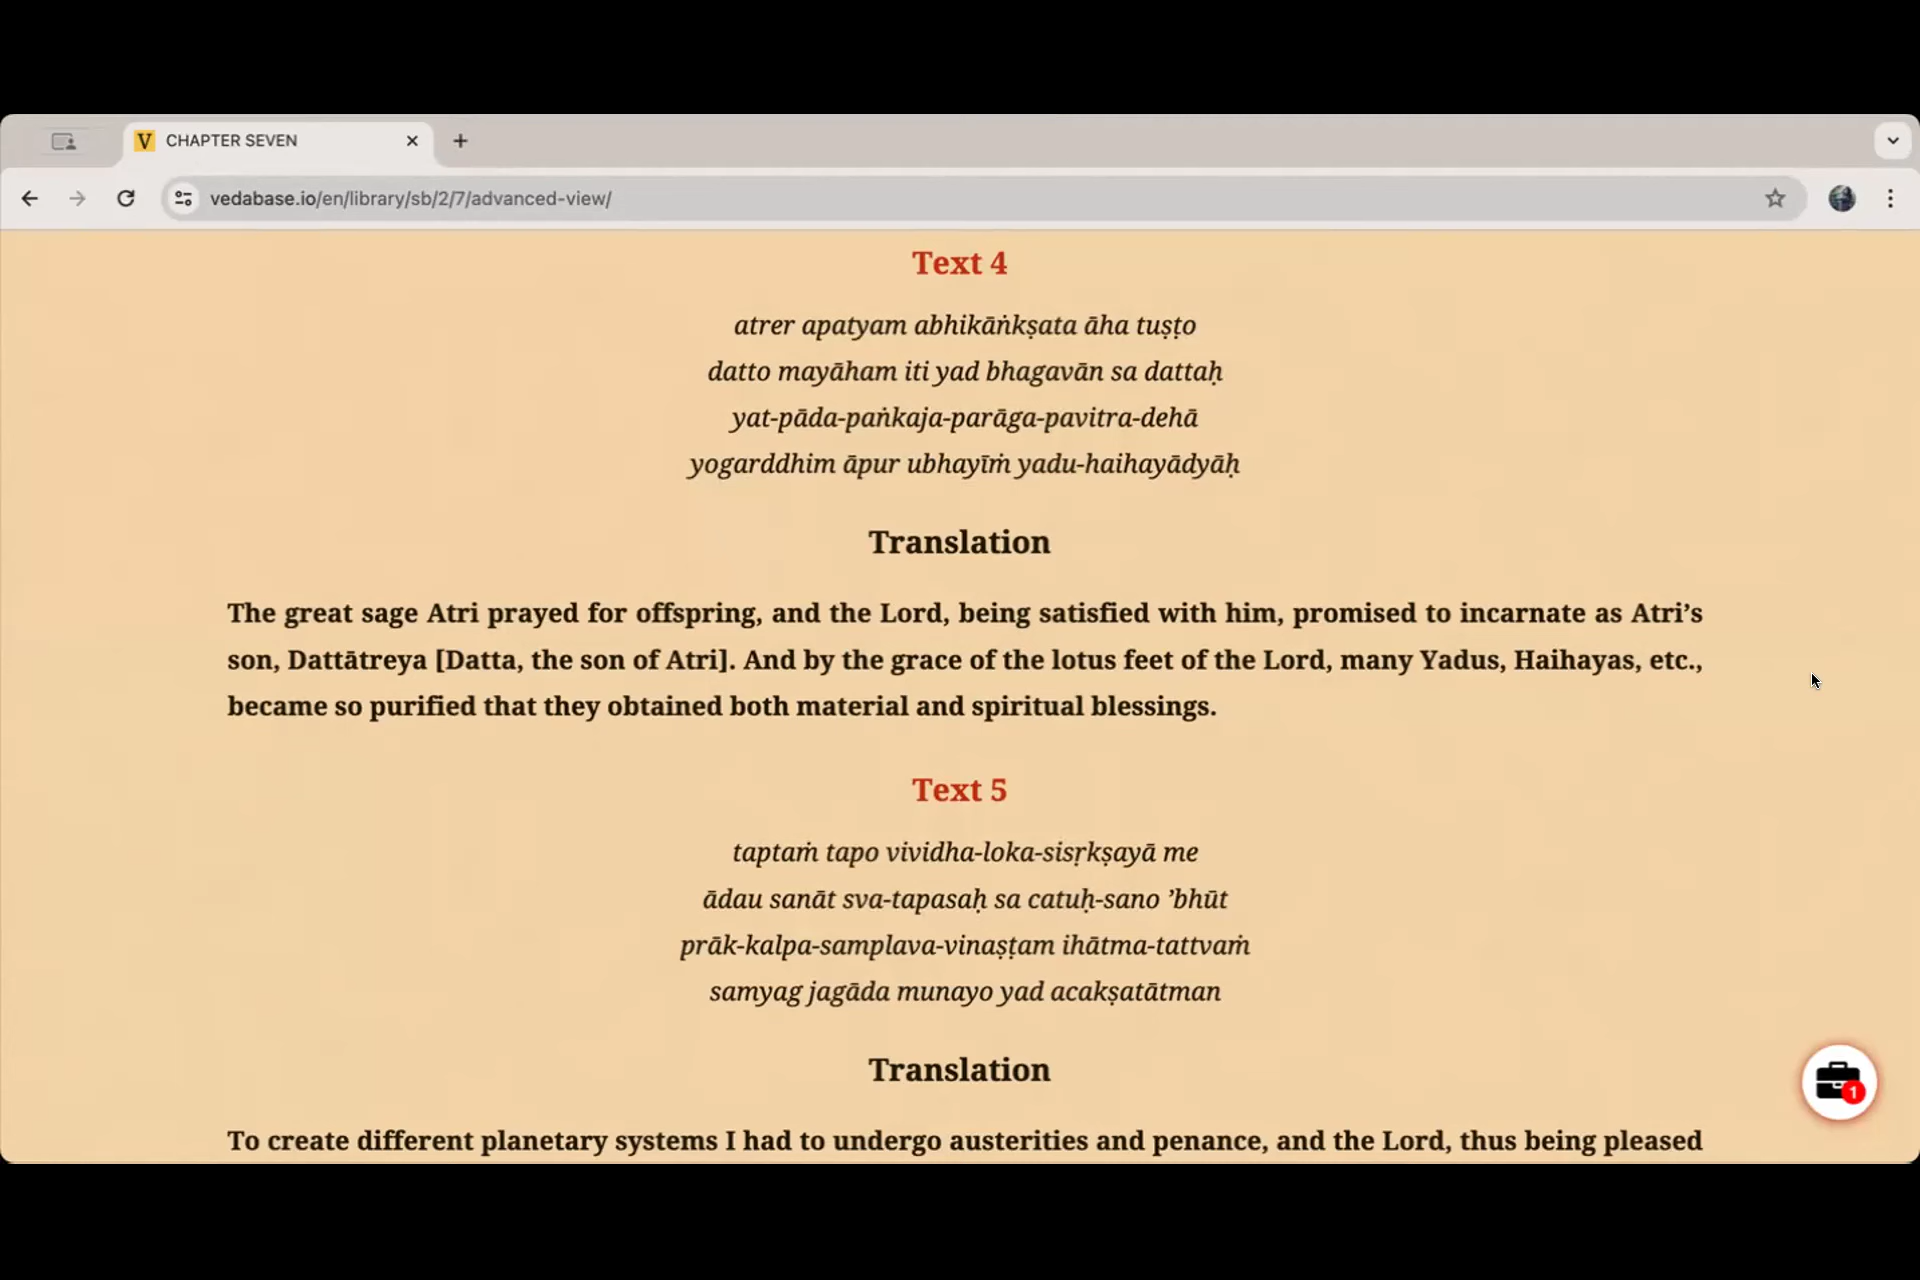 CHAPTER SEVEN
vedabase.io/en/library/sb/2/7/advanced-view/
Text 4
atrer apatyam abhikāṅkṣata āha tuṣṭo
datto mayāham iti yad bhagavān sa dattaḥ
yat-pāda-paṅkaja-parāga-pavitra-dehā
yogarddhim āpur ubhayīṁ yadu-haihayādyāḥ
Translation
The great sage Atri prayed for offspring, and the Lord, being satisfied with him, promised to incarnate as Atri’s
son, Dattātreya [Datta, the son of Atri]. And by the grace of the lotus feet of the Lord, many Yadus, Haihayas, etc.,
became so purified that they obtained both material and spiritual blessings.
Text 5
taptaṁ tapo vividha-loka-sisṛkṣayā me
ādau sanāt sva-tapasaḥ sa catuḥ-sano ’bhūt
prāk-kalpa-samplava-vinaṣṭam ihātma-tattvaṁ
samyag jagāda munayo yad acakṣatātman
Translation
To create different planetary systems I had to undergo austerities and penance, and the Lord, thus being pleased
1